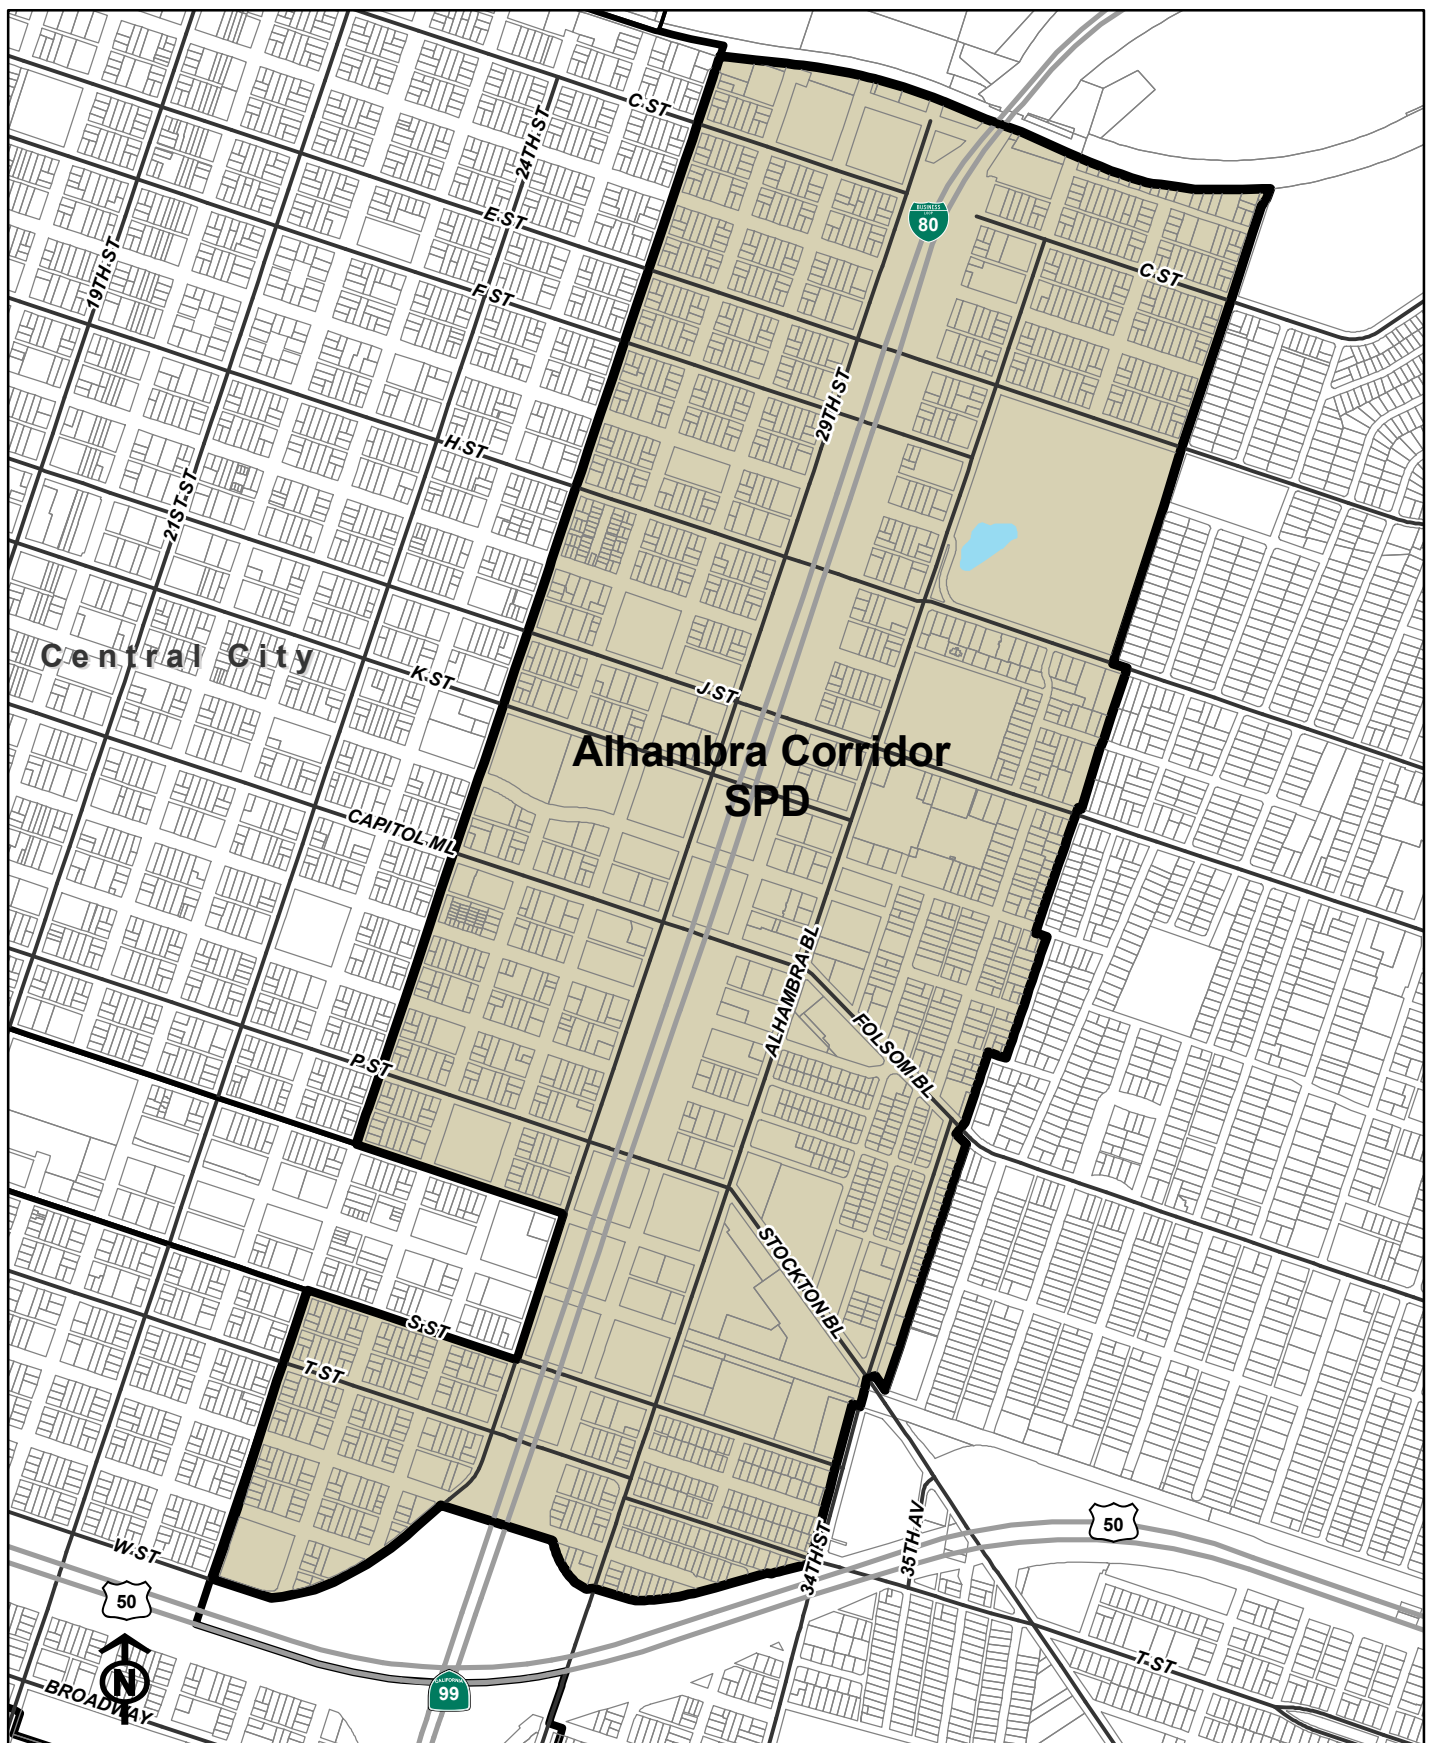 C ST
24TH ST
E ST
BUSINESS
LOOP
80
C ST
19TH ST
F ST
29TH ST
H ST
21ST ST
Central City
K ST
J ST
Alhambra Corridor
SPD
CAPITOL ML
ALHAMBRA BL
FOLSOM BL
P ST
STOCKTON BL
S ST
T ST
50
35TH AV
W ST
34TH ST
50
N
T ST
CALIFORNIA
99
BROADWAY